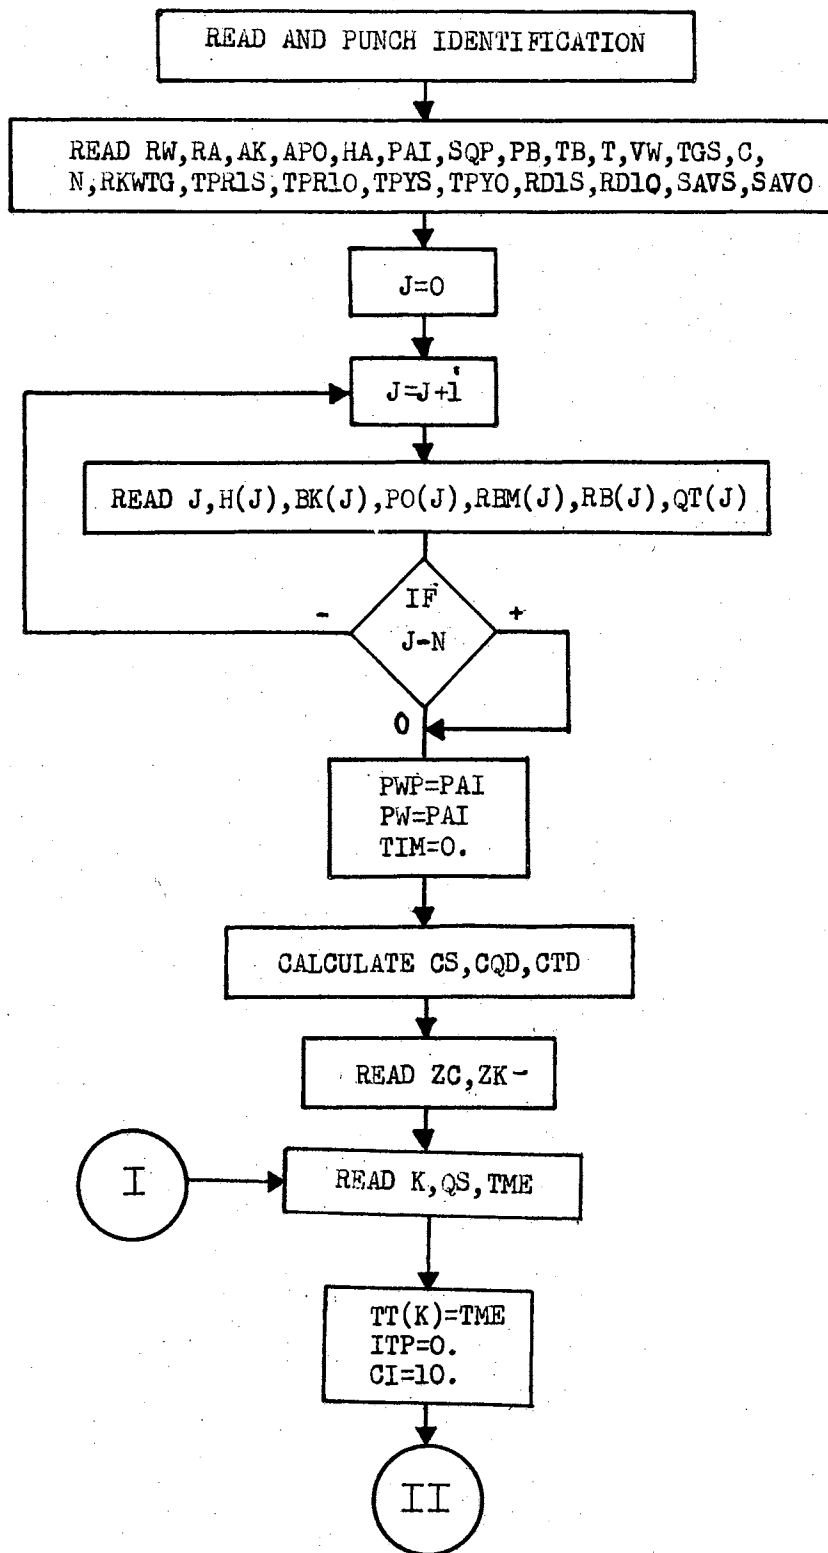 READ AND PUNCH IDENTIFICATION
READ RW,RA,AK,APO,HA,PAI,SQP,PB,TB,T,VW,TGS,C,
N,RKWTG,TPR1S,TPR1O,TPYS,TPYO,RD1S,RD1O,SAVS,SAVO
J=0
J=J+1
READ J,H(J),BK(J),PO(J),RBM(J),RB(J),QT(J)
-
IF
+
J-N
0
PWP=PAI
PW=PAI
TIM=0.
CALCULATE CS,CQD,CTD
READ ZC,ZK-
I
READ K,QS,TME
TT(K)=TME
ITP=0.
CI=10.
II